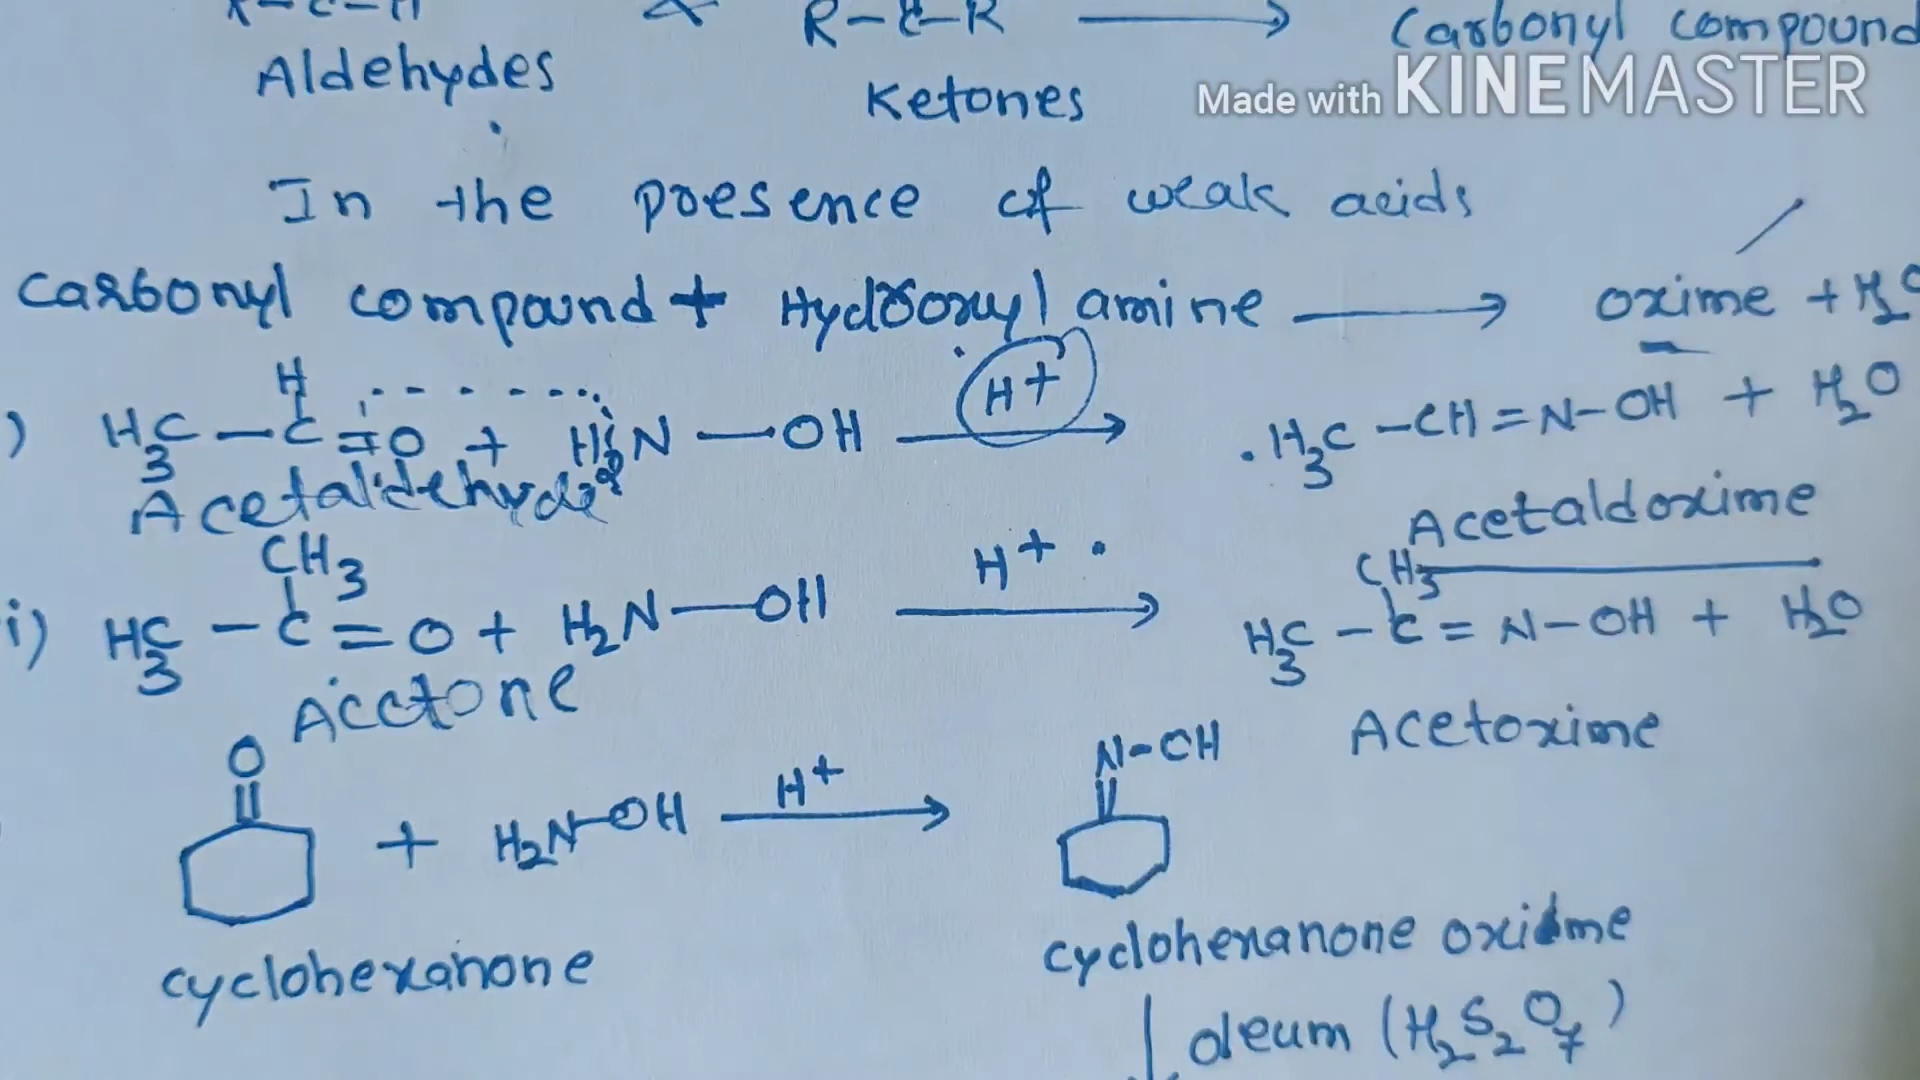 R-C-H & R-C-R ⟶ Carbonyl compound
Aldehydes Ketones
Made with KINEMASTER
In the presence of weak acids
Carbonyl compound + Hydroxyl amine ⟶ oxime + H₂O
H
) H₃C - C = O + H₂N - OH ⟶ H₃C - CH = N - OH + H₂O
H+
Acetaldehyde Acetaldoxime
CH₃ H+ CH₃
i) H₃C - C = O + H₂N - OH ⟶ H₃C - C = N - OH + H₂O
Acetone Acetoxime
O N-OH
+ H₂N-OH ⟶ H+
cyclohexanone cyclohexanone oxime
oleum (H₂S₂O₇)